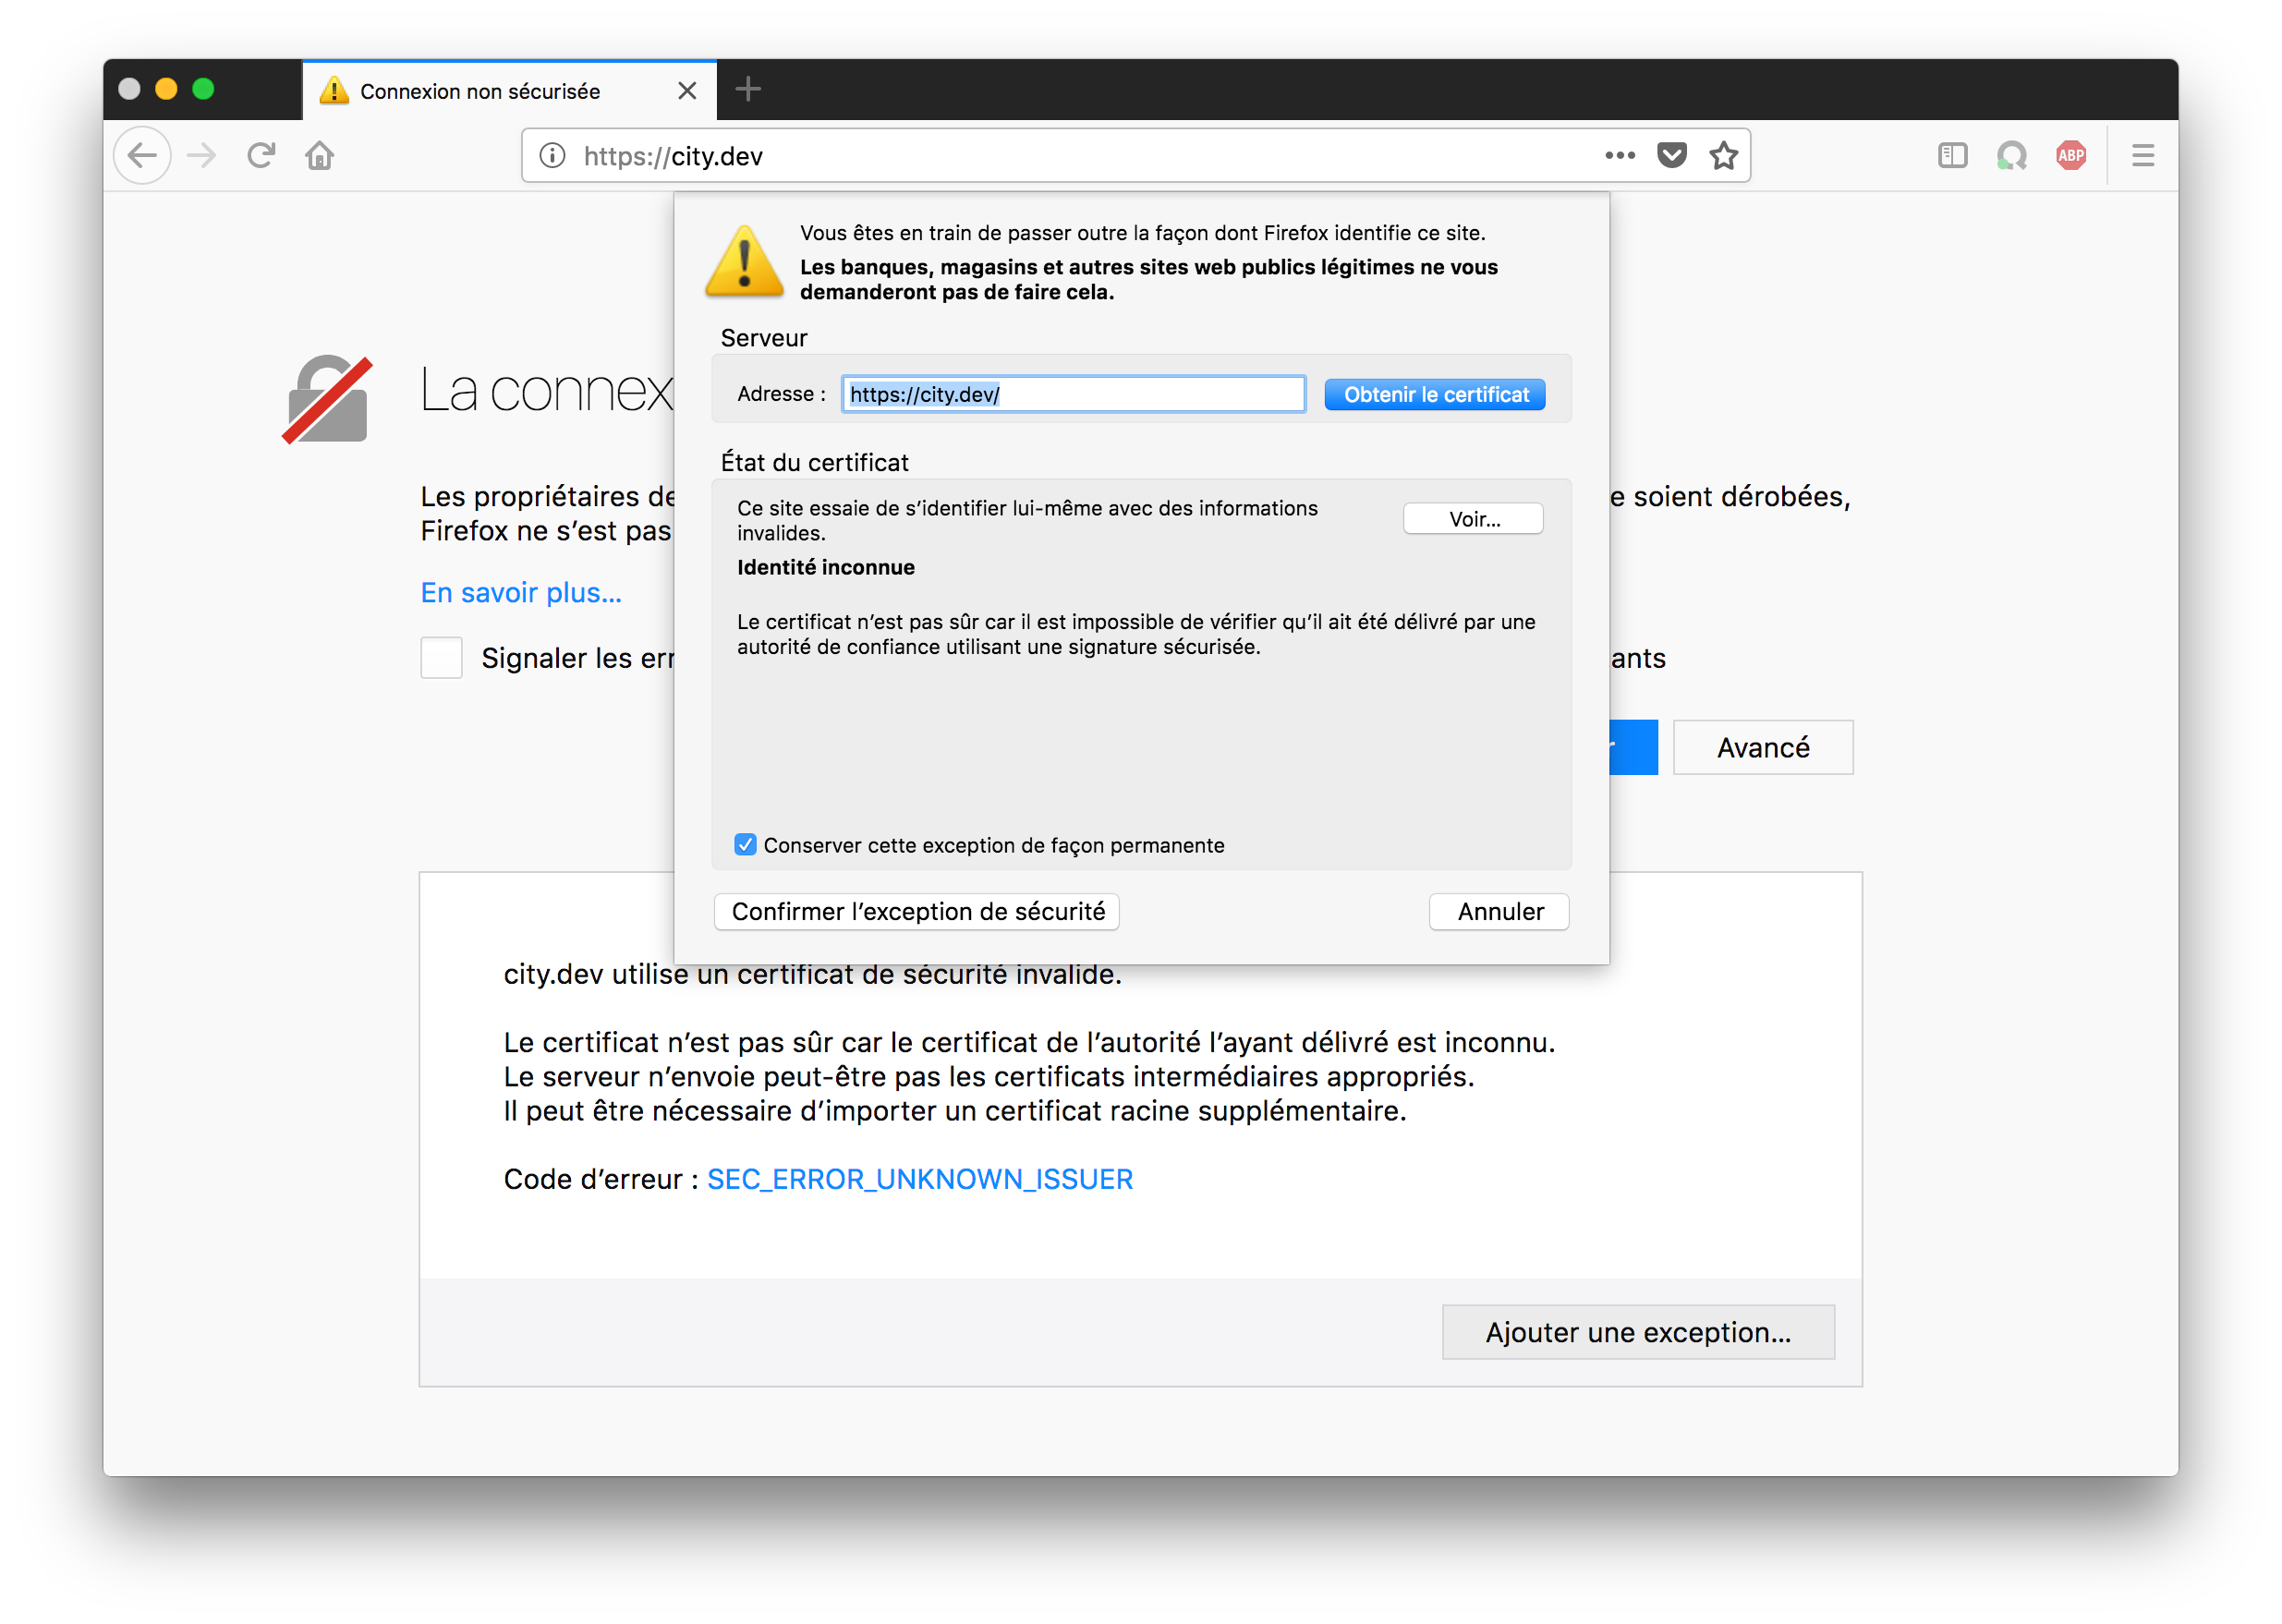 Connexion non sécurisée
https://city.dev
ABP
Vous êtes en train de passer outre la façon dont Firefox identifie ce site.
Les banques, magasins et autres sites web publics légitimes ne vous
demanderont pas de faire cela.
Serveur
Adresse : https://city.dev/ Obtenir le certificat
État du certificat
Ce site essaie de s’identifier lui-même avec des informations
invalides.
Voir...
Identité inconnue
Le certificat n’est pas sûr car il est impossible de vérifier qu’il ait été délivré par une
autorité de confiance utilisant une signature sécurisée.
Conserver cette exception de façon permanente
Confirmer l’exception de sécurité Annuler
La connex
Les propriétaires de e soient dérobées,
Firefox ne s’est pas
En savoir plus...
Signaler les err ants
r Avancé
city.dev utilise un certificat de sécurité invalide.
Le certificat n’est pas sûr car le certificat de l’autorité l’ayant délivré est inconnu.
Le serveur n’envoie peut-être pas les certificats intermédiaires appropriés.
Il peut être nécessaire d’importer un certificat racine supplémentaire.
Code d’erreur : SEC_ERROR_UNKNOWN_ISSUER
Ajouter une exception...